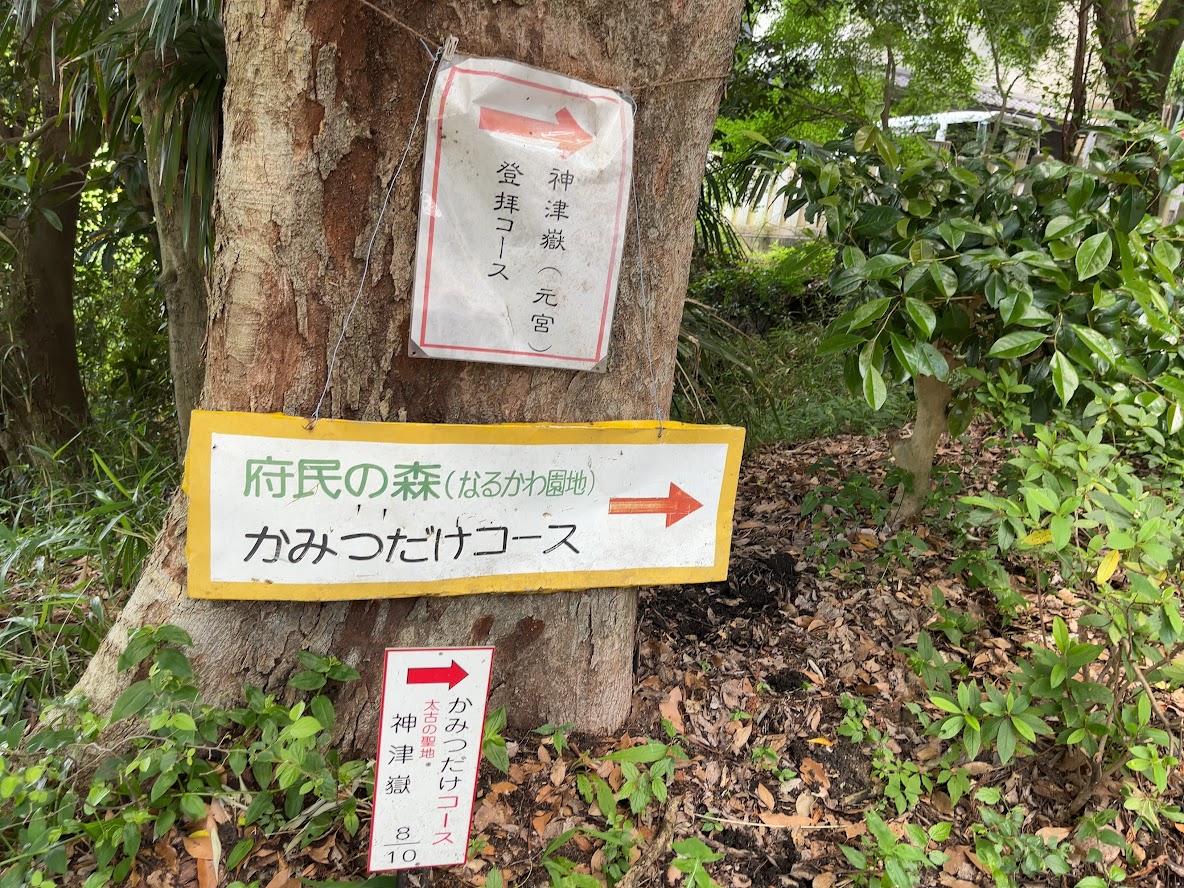 神津嶽(元宮)
登拝コース
府民の森(なるかわ園地)
かみつだけコース
かみつだけコース
太古の聖地
神津嶽 8/10